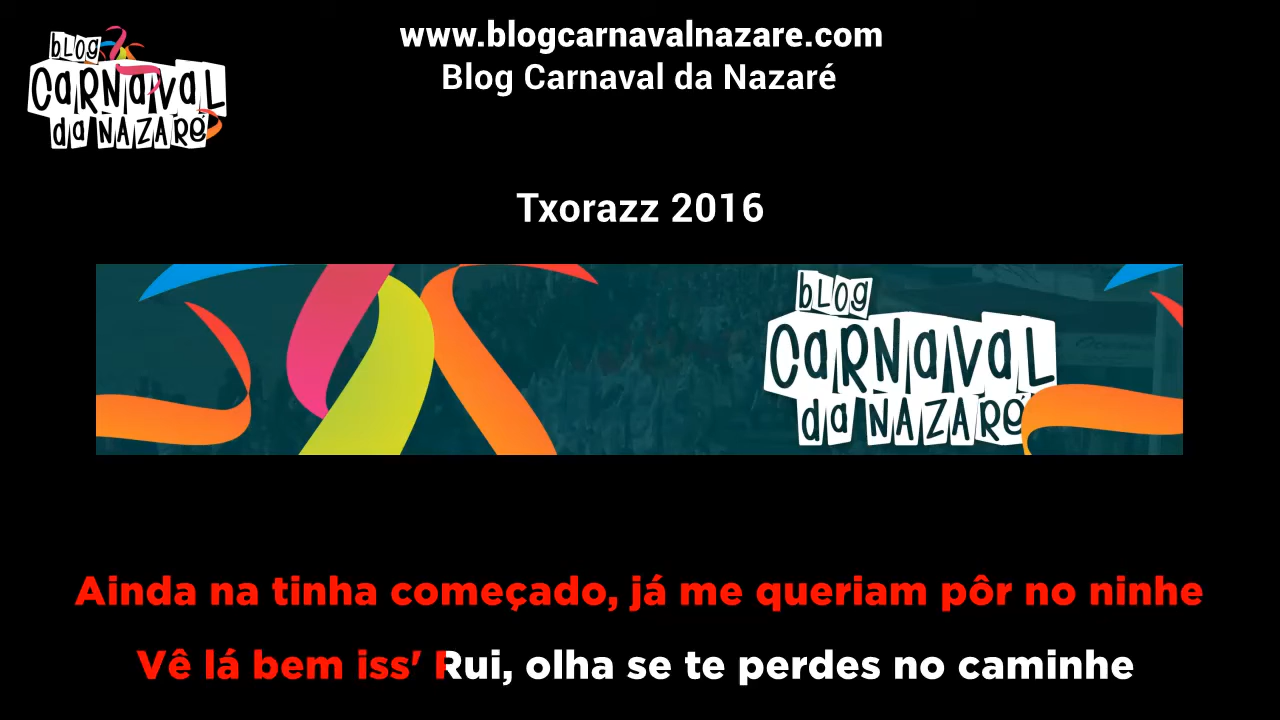 www.blogcarnavalnazare.com
Blog Carnaval da Nazaré
blog
CaRNaVaL
da NAZARé
Txorazz 2016
blog
CaRNaVaL
da NAZARé
Ainda na tinha começado, já me queriam pôr no ninhe
Vê lá bem iss' Rui, olha se te perdes no caminhe